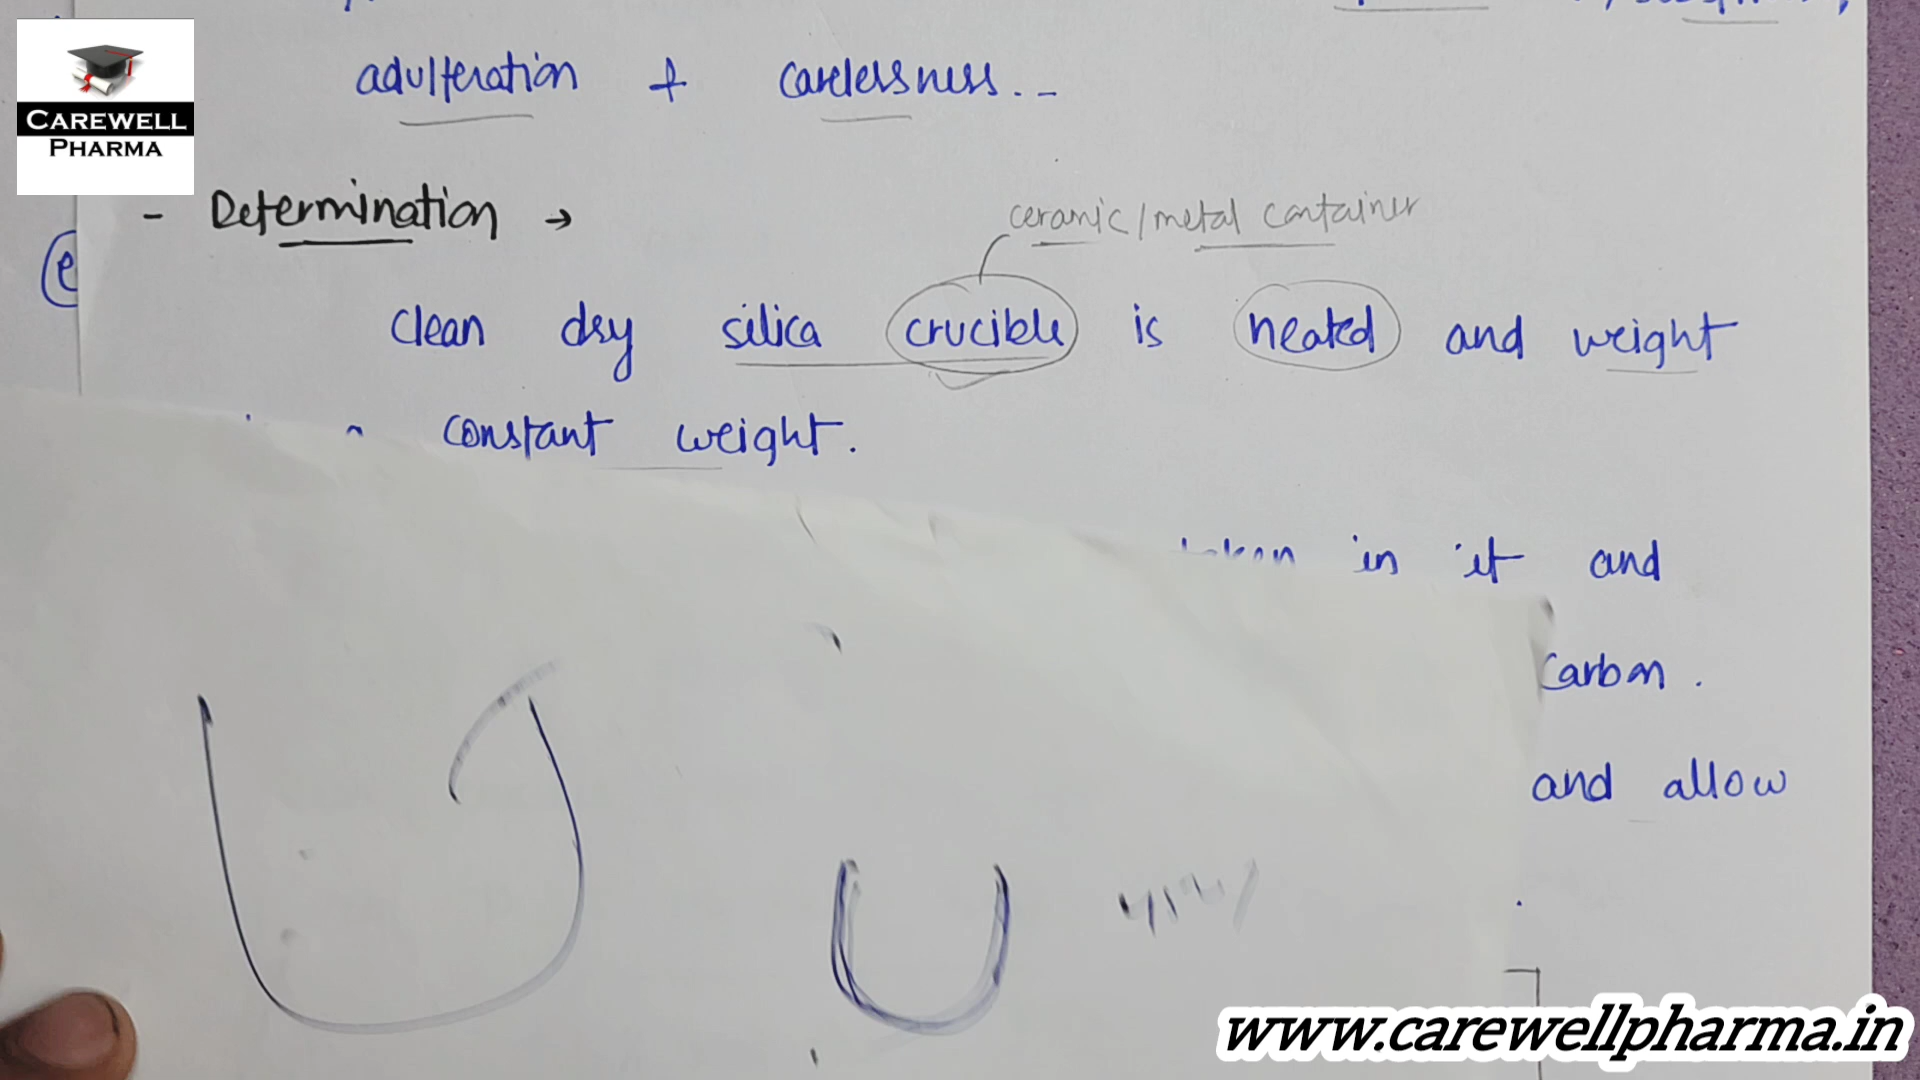 CAREWELL
PHARMA
adulteration + carelessness..
- Determination →
ceramic/metal container
e
clean dry silica crucible is heated and weight
constant weight.
taken in it and
carbon.
and allow
www.carewellpharma.in